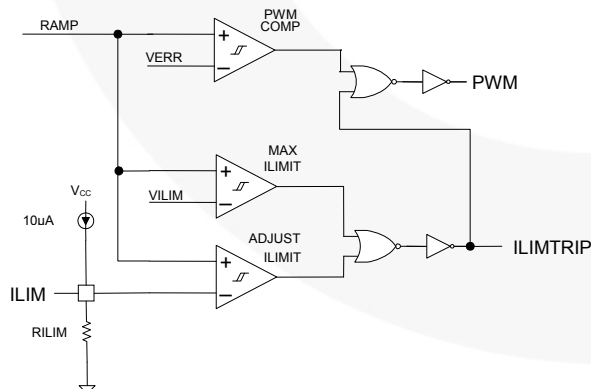 PWM
COMP
RAMP
VERR
PWM
MAX
ILIMIT
VCC
VILIM
10uA
ADJUST
ILIMIT
ILIMTRIP
ILIM
RILIM